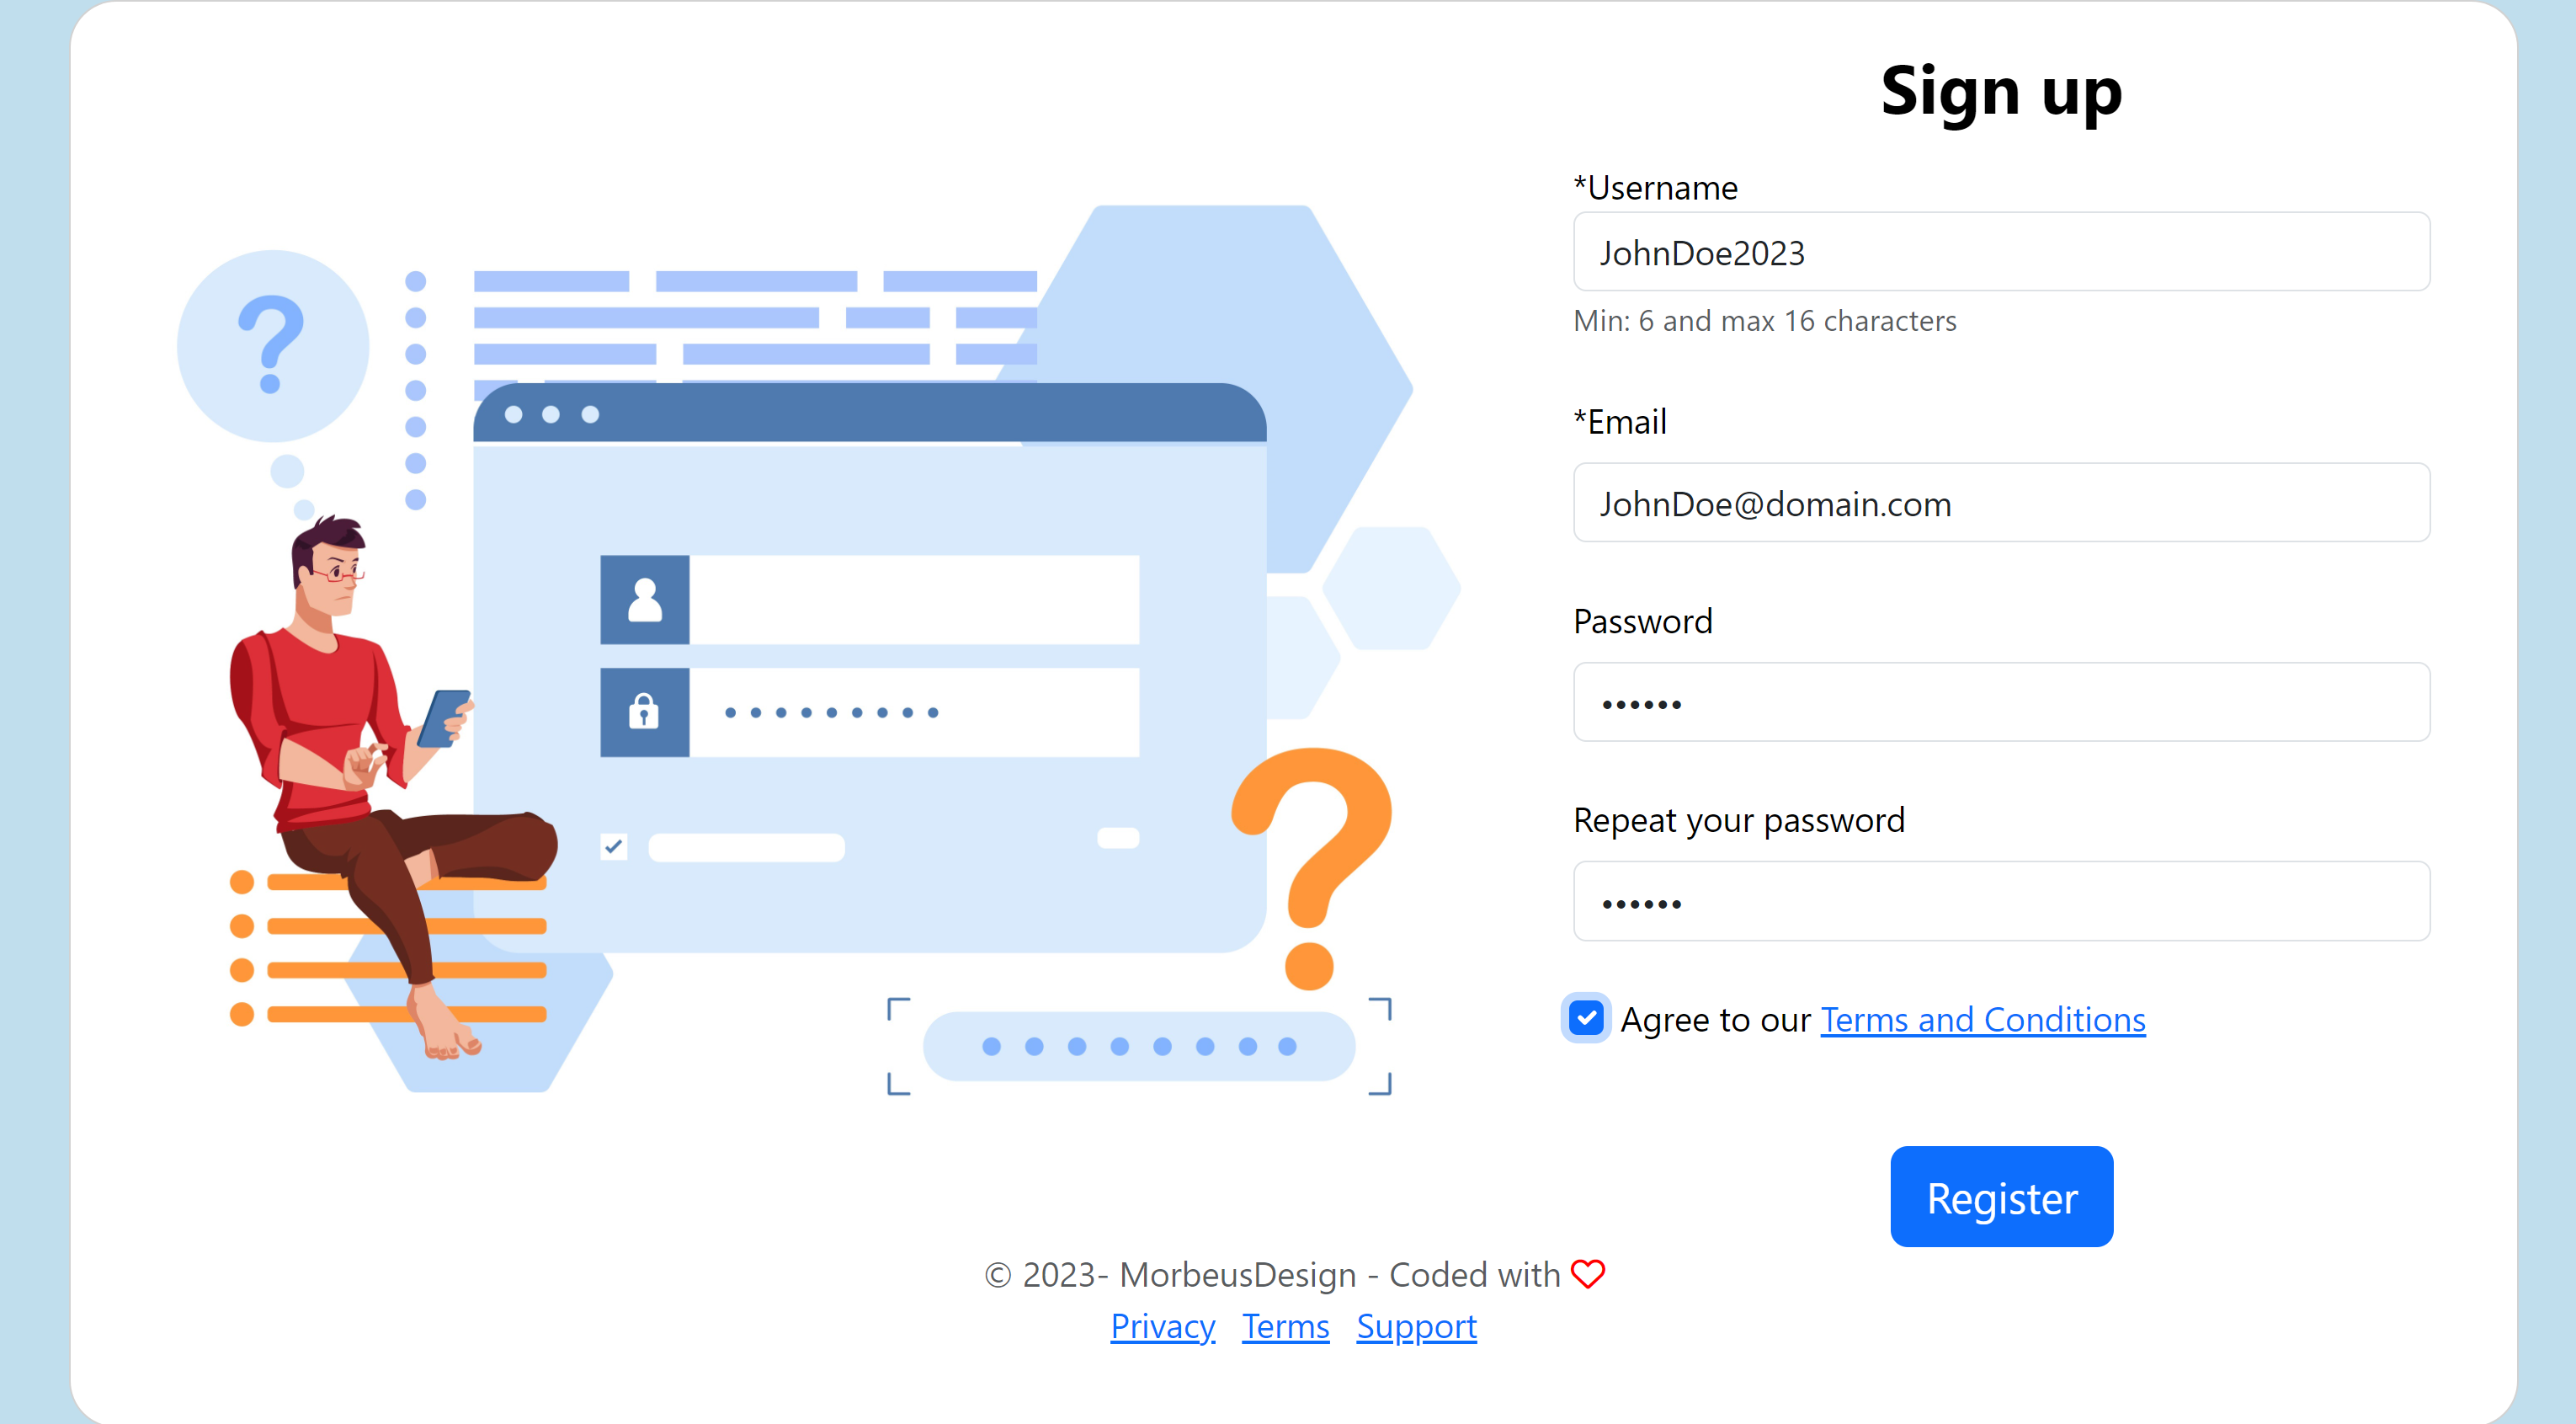 Sign up
*Username
JohnDoe2023
Min: 6 and max 16 characters
*Email
JohnDoe@domain.com
Password
••••••
Repeat your password
••••••
Agree to our Terms and Conditions
Register
© 2023- MorbeusDesign - Coded with
Privacy Terms Support